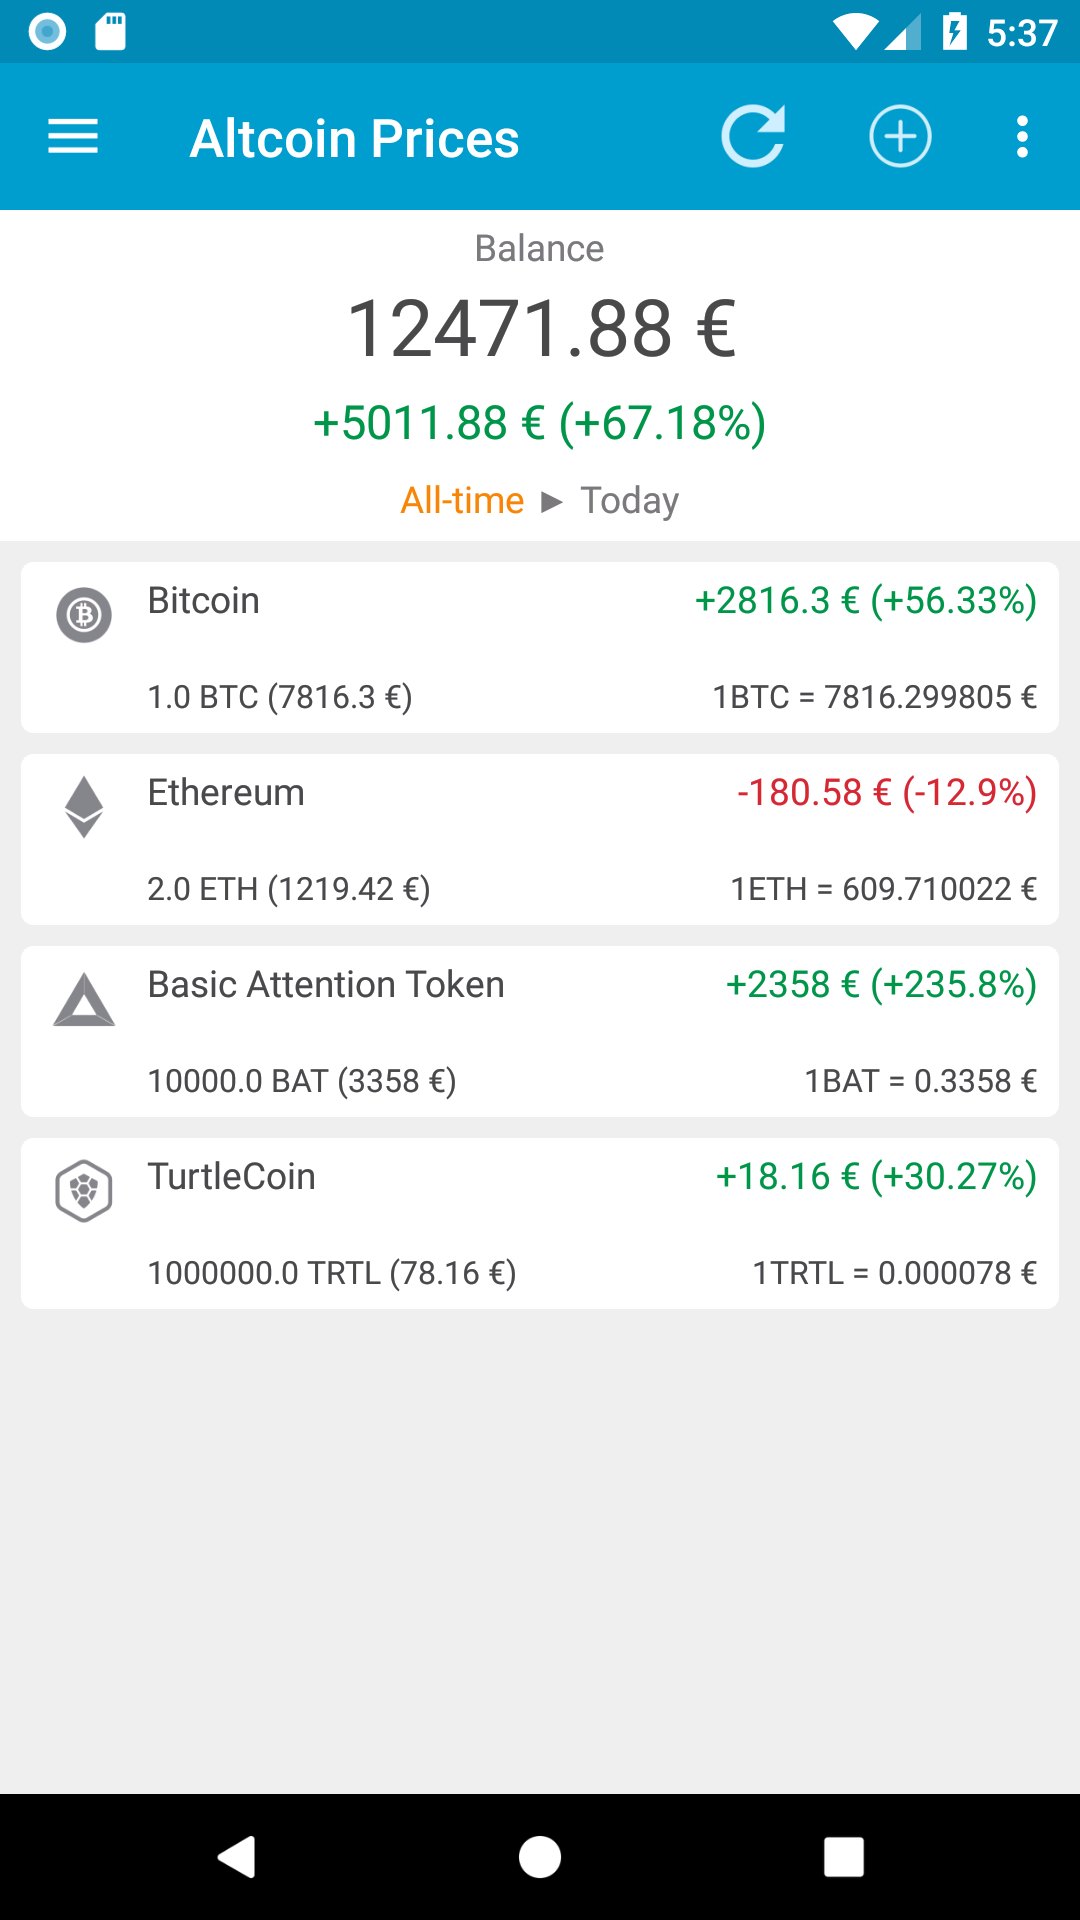 5:37
Altcoin Prices
Balance
12471.88 €
+5011.88 € (+67.18%)
All-time ► Today
Bitcoin +2816.3 € (+56.33%)
1.0 BTC (7816.3 €) 1BTC = 7816.299805 €
Ethereum -180.58 € (-12.9%)
2.0 ETH (1219.42 €) 1ETH = 609.710022 €
Basic Attention Token +2358 € (+235.8%)
10000.0 BAT (3358 €) 1BAT = 0.3358 €
TurtleCoin +18.16 € (+30.27%)
1000000.0 TRTL (78.16 €) 1TRTL = 0.000078 €